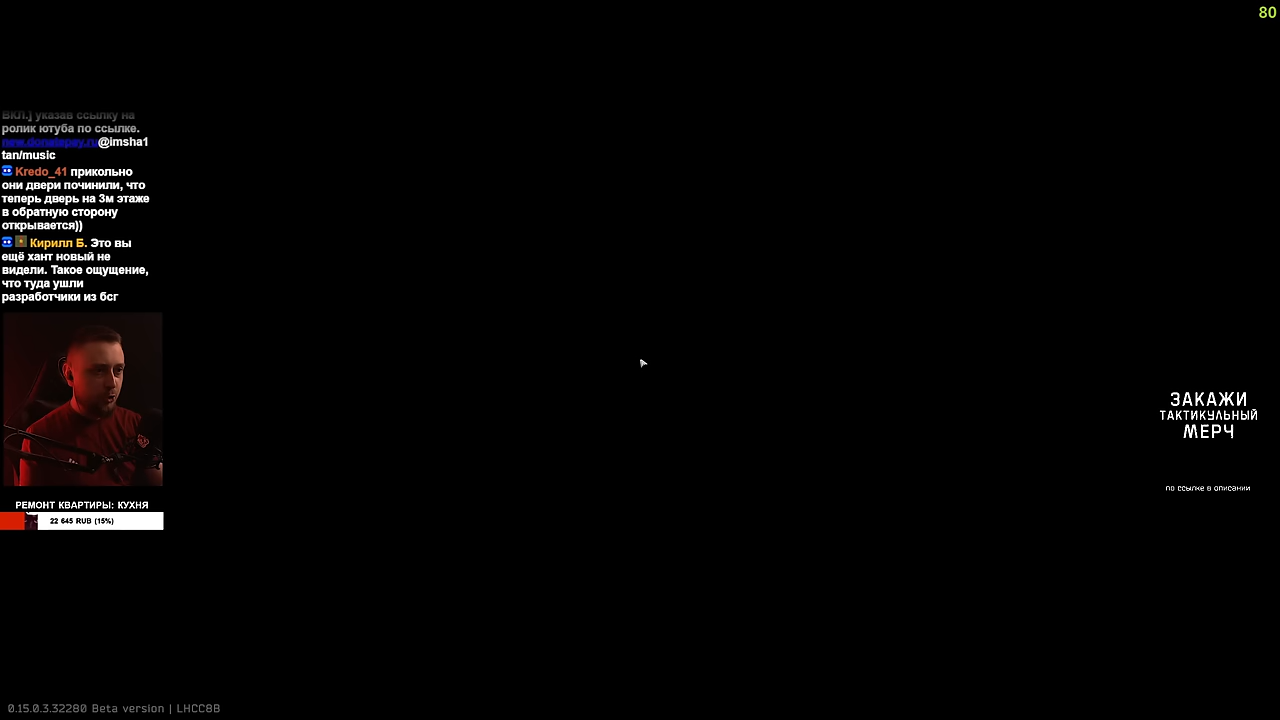 80
ВКЛ.] указав ссылку на
ролик ютуба по ссылке.
new.donatepay.ru@imsha1
tan/music
Kredo_41 прикольно
они двери починили, что
теперь дверь на 3м этаже
в обратную сторону
открывается))
Кирилл Б. Это вы
ещё хант новый не
видели. Такое ощущение,
что туда ушли
разработчики из бсг
РЕМОНТ КВАРТИРЫ: КУХНЯ
22 645 RUB (15%)
ЗАКАЖИ
ТАКТИКУЛЬНЫЙ
МЕРЧ
по ссылке в описании
0.15.0.3.32280 Beta version | LHCC8B